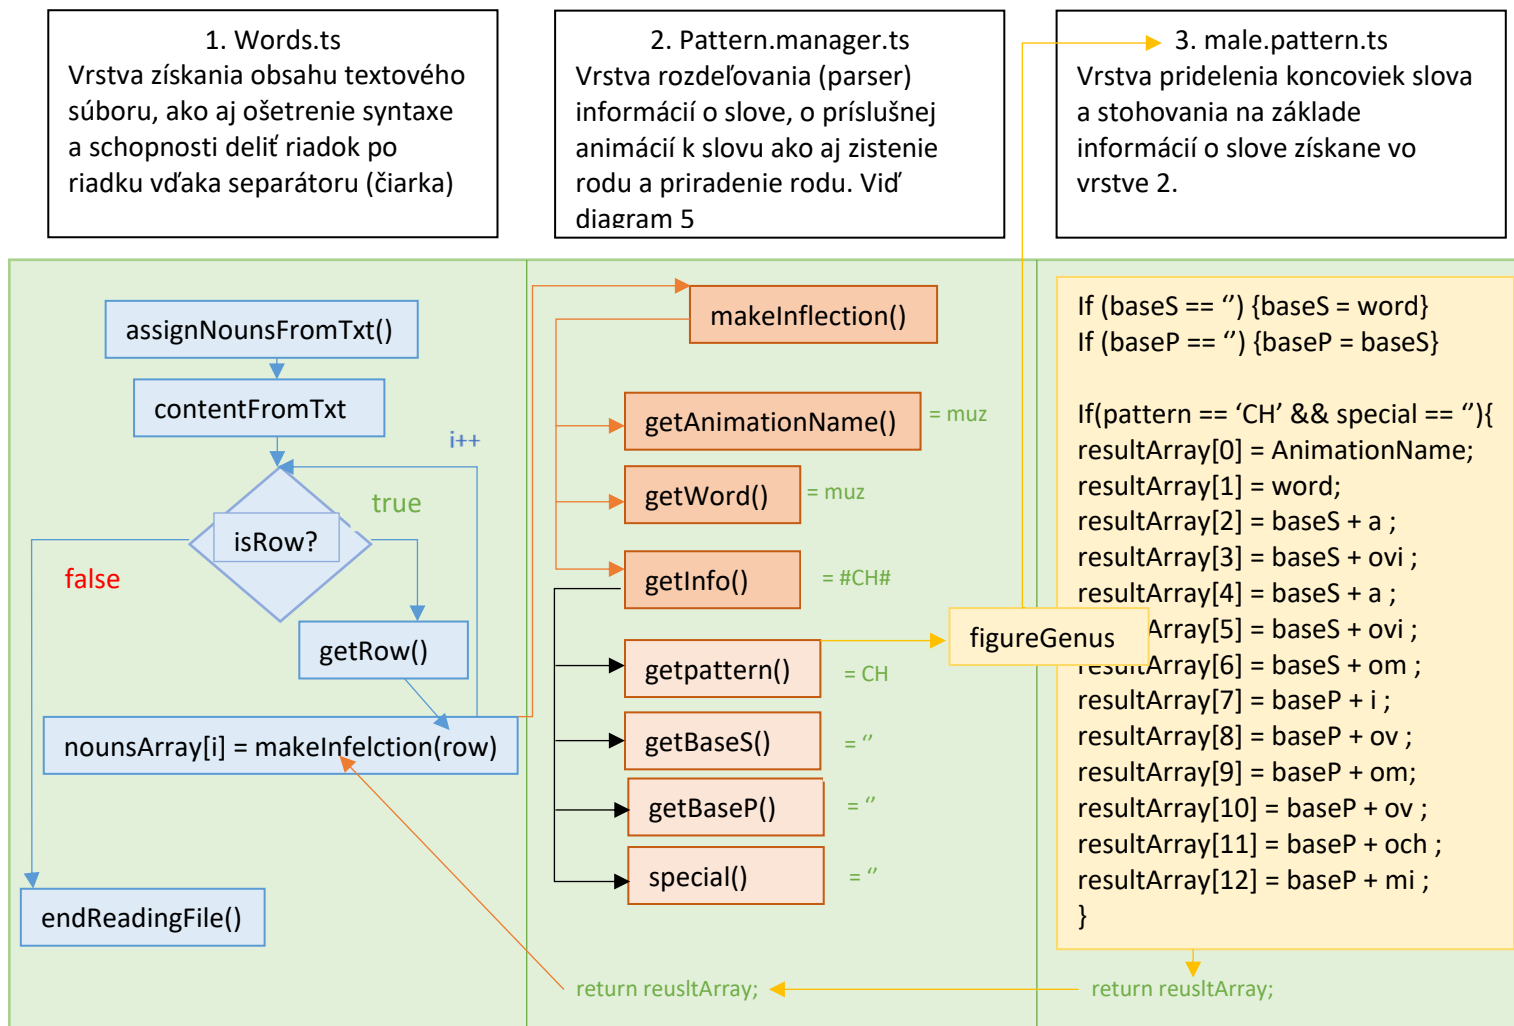 1. Words.ts
Vrstva získania obsahu textového
súboru, ako aj ošetrenie syntaxe
a schopnosti deliť riadok po
riadku vďaka separátoru (čiarka)
2. Pattern.manager.ts
Vrstva rozdeľovania (parser)
informácií o slove, o príslušnej
animácií k slovu ako aj zistenie
rodu a priradenie rodu. Viď
diagram 5
3. male.pattern.ts
Vrstva pridelenia koncoviek slova
a stohovania na základe
informácií o slove získane vo
vrstve 2.
assignNounsFromTxt()
contentFromTxt
i++
true
isRow?
false
getRow()
nounsArray[i] = makeInfelction(row)
endReadingFile()
makeInflection()
getAnimationName()
= muz
getWord()
= muz
getInfo()
= #CH#
getpattern()
= CH
figureGenus
getBaseS()
= ‘’
getBaseP()
= ‘’
special()
= ‘’
return reusltArray;
If (baseS == ‘’) {baseS = word}
If (baseP == ‘’) {baseP = baseS}
If(pattern == ‘CH’ && special == ‘’){
resultArray[0] = AnimationName;
resultArray[1] = word;
resultArray[2] = baseS + a ;
resultArray[3] = baseS + ovi ;
resultArray[4] = baseS + a ;
resultArray[5] = baseS + ovi ;
resultArray[6] = baseS + om ;
resultArray[7] = baseP + i ;
resultArray[8] = baseP + ov ;
resultArray[9] = baseP + om;
resultArray[10] = baseP + ov ;
resultArray[11] = baseP + och ;
resultArray[12] = baseP + mi ;
}
return reusltArray;